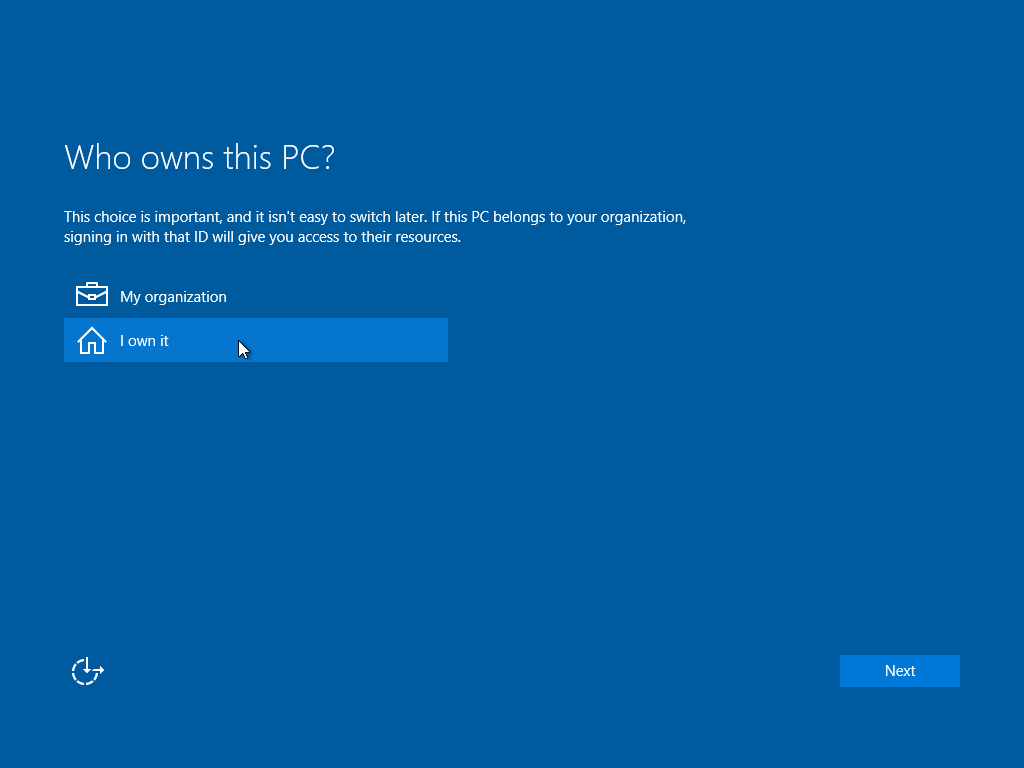 Who owns this PC?
This choice is important, and it isn't easy to switch later. If this PC belongs to your organization,
signing in with that ID will give you access to their resources.
My organization
I own it
Next